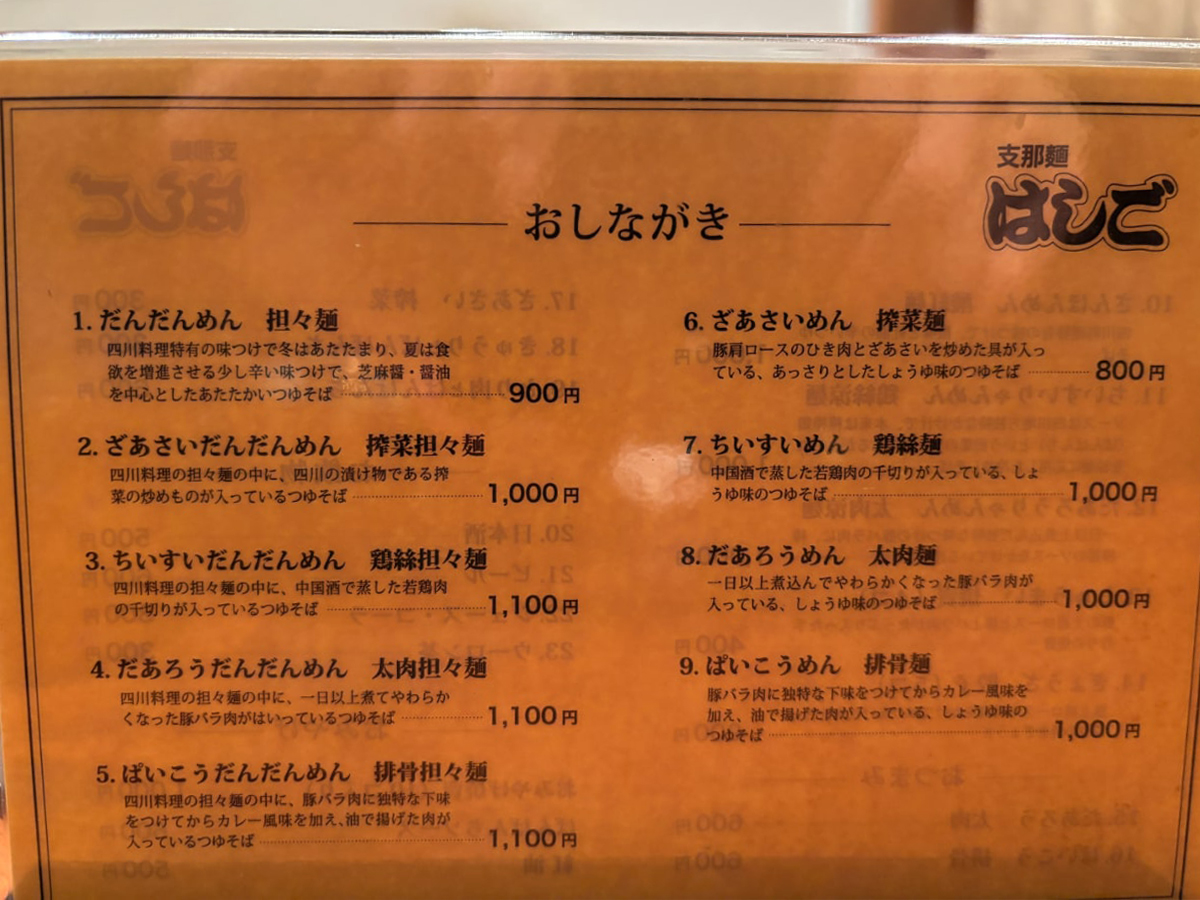 支那麺
はしご
おしながき
1. だんだんめん 担々麺
四川料理特有の味つけで冬はあたたまり、夏は食
欲を増進させる少し辛い味つけで、芝麻醤・醤油
を中心としたあたたかいつゆそば 900円
2. ざあさいだんだんめん 搾菜担々麺
四川料理の担々麺の中に、四川の漬け物である搾
菜の炒めものが入っているつゆそば 1,000円
3. ちいすいだんだんめん 鶏絲担々麺
四川料理の担々麺の中に、中国酒で蒸した若鶏肉
の千切りが入っているつゆそば 1,100円
4. だあろうだんだんめん 太肉担々麺
四川料理の担々麺の中に、一日以上煮てやわらか
くなった豚バラ肉がはいっているつゆそば 1,100円
5. ぱいこうだんだんめん 排骨担々麺
四川料理の担々麺の中に、豚バラ肉に独特な下味
をつけてからカレー風味を加え、油で揚げた肉が
入っているつゆそば 1,100円
6. ざあさいめん 搾菜麺
豚肩ロースのひき肉とざあさいを炒めた具が入っ
ている、あっさりとしたしょうゆ味のつゆそば 800円
7. ちいすいめん 鶏絲麺
中国酒で蒸した若鶏肉の千切りが入っている、しょ
うゆ味のつゆそば 1,000円
8. だあろうめん 太肉麺
一日以上煮込んでやわらかくなった豚バラ肉が
入っている、しょうゆ味のつゆそば 1,000円
9. ぱいこうめん 排骨麺
豚バラ肉に独特な下味をつけてからカレー風味を
加え、油で揚げた肉が入っている、しょうゆ味の
つゆそば 1,000円